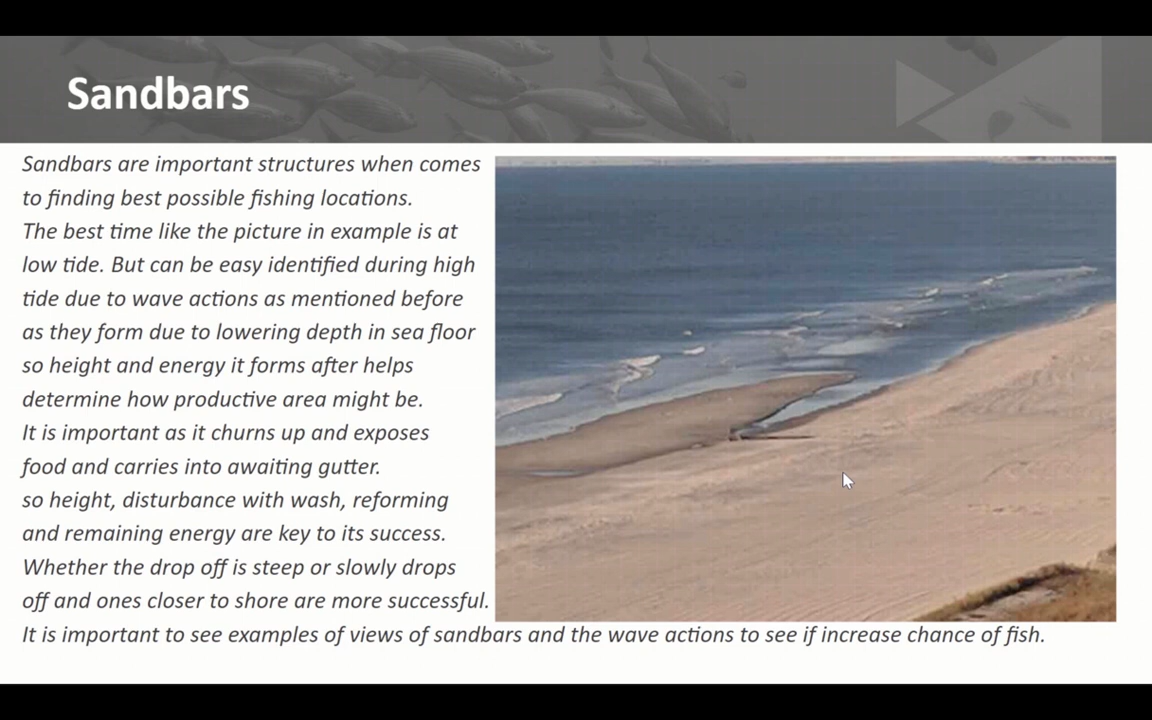 Sandbars
Sandbars are important structures when comes
to finding best possible fishing locations.
The best time like the picture in example is at
low tide. But can be easy identified during high
tide due to wave actions as mentioned before
as they form due to lowering depth in sea floor
so height and energy it forms after helps
determine how productive area might be.
It is important as it churns up and exposes
food and carries into awaiting gutter.
so height, disturbance with wash, reforming
and remaining energy are key to its success.
Whether the drop off is steep or slowly drops
off and ones closer to shore are more successful.
It is important to see examples of views of sandbars and the wave actions to see if increase chance of fish.